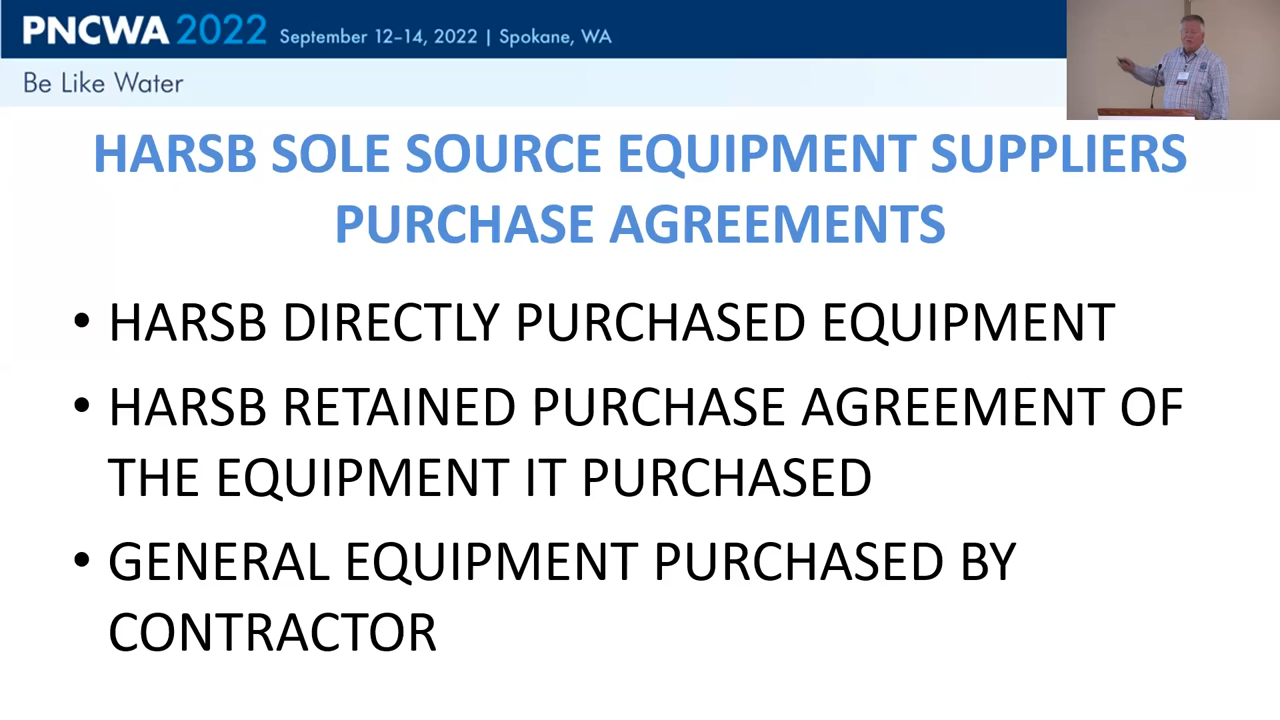 PNCWA 2022 September 12–14, 2022 | Spokane, WA
Be Like Water
HARSB SOLE SOURCE EQUIPMENT SUPPLIERS
PURCHASE AGREEMENTS
• HARSB DIRECTLY PURCHASED EQUIPMENT
• HARSB RETAINED PURCHASE AGREEMENT OF
THE EQUIPMENT IT PURCHASED
• GENERAL EQUIPMENT PURCHASED BY
CONTRACTOR